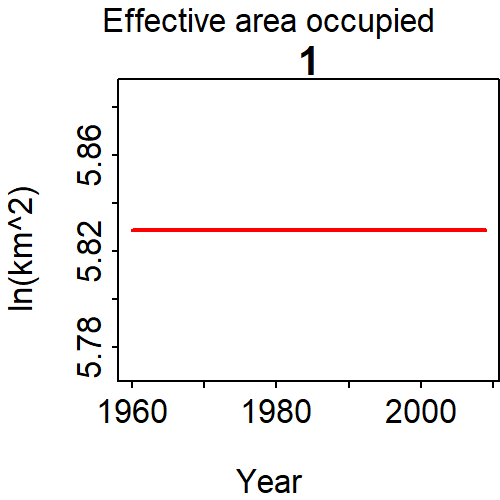 Effective area occupied
1
ln(km^2)
5.86
5.82
5.78
1960 1980 2000
Year